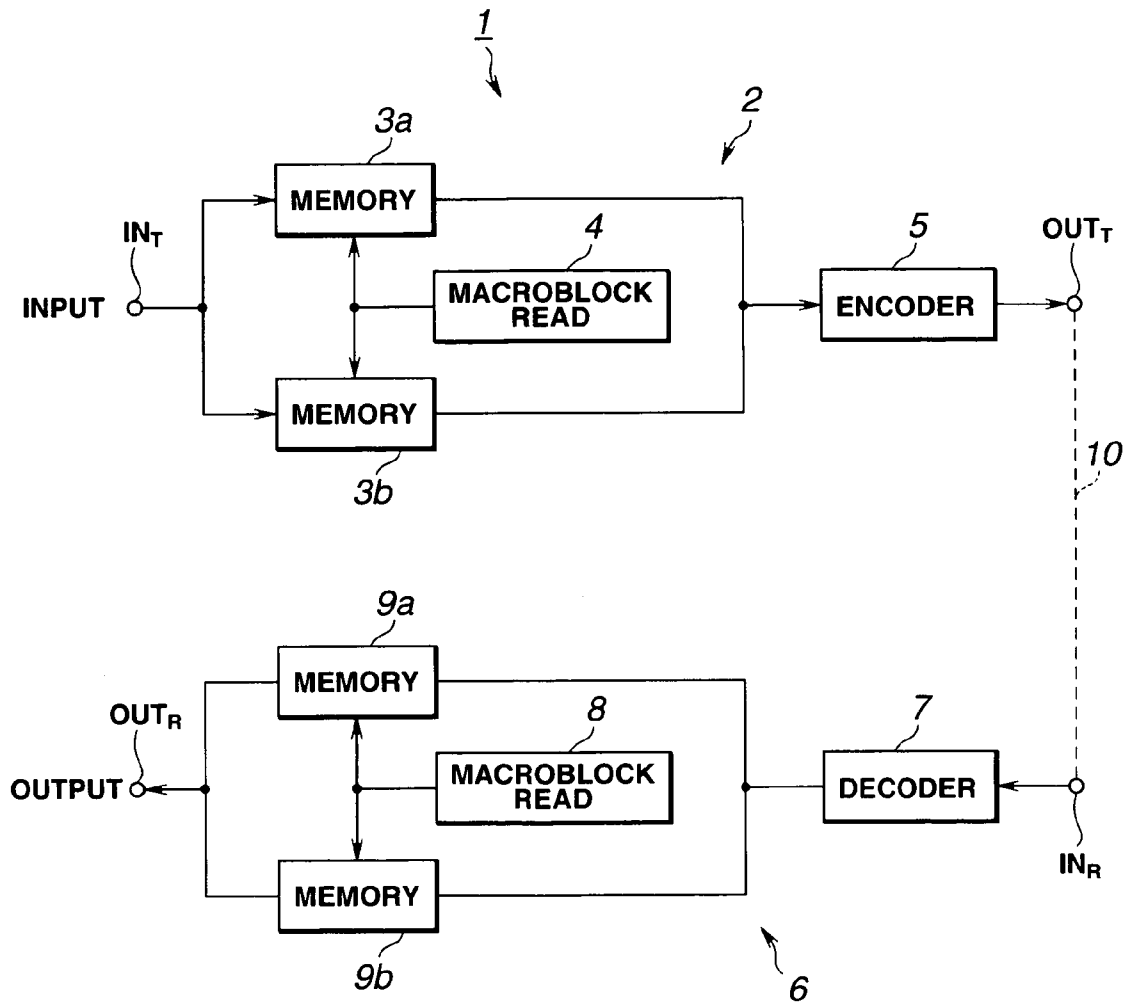 1
2
3a
MEMORY
IN_T
4
5
OUT_T
INPUT
MACROBLOCK
READ
ENCODER
MEMORY
3b
10
9a
MEMORY
OUT_R
8
7
OUTPUT
MACROBLOCK
READ
DECODER
IN_R
MEMORY
9b
6